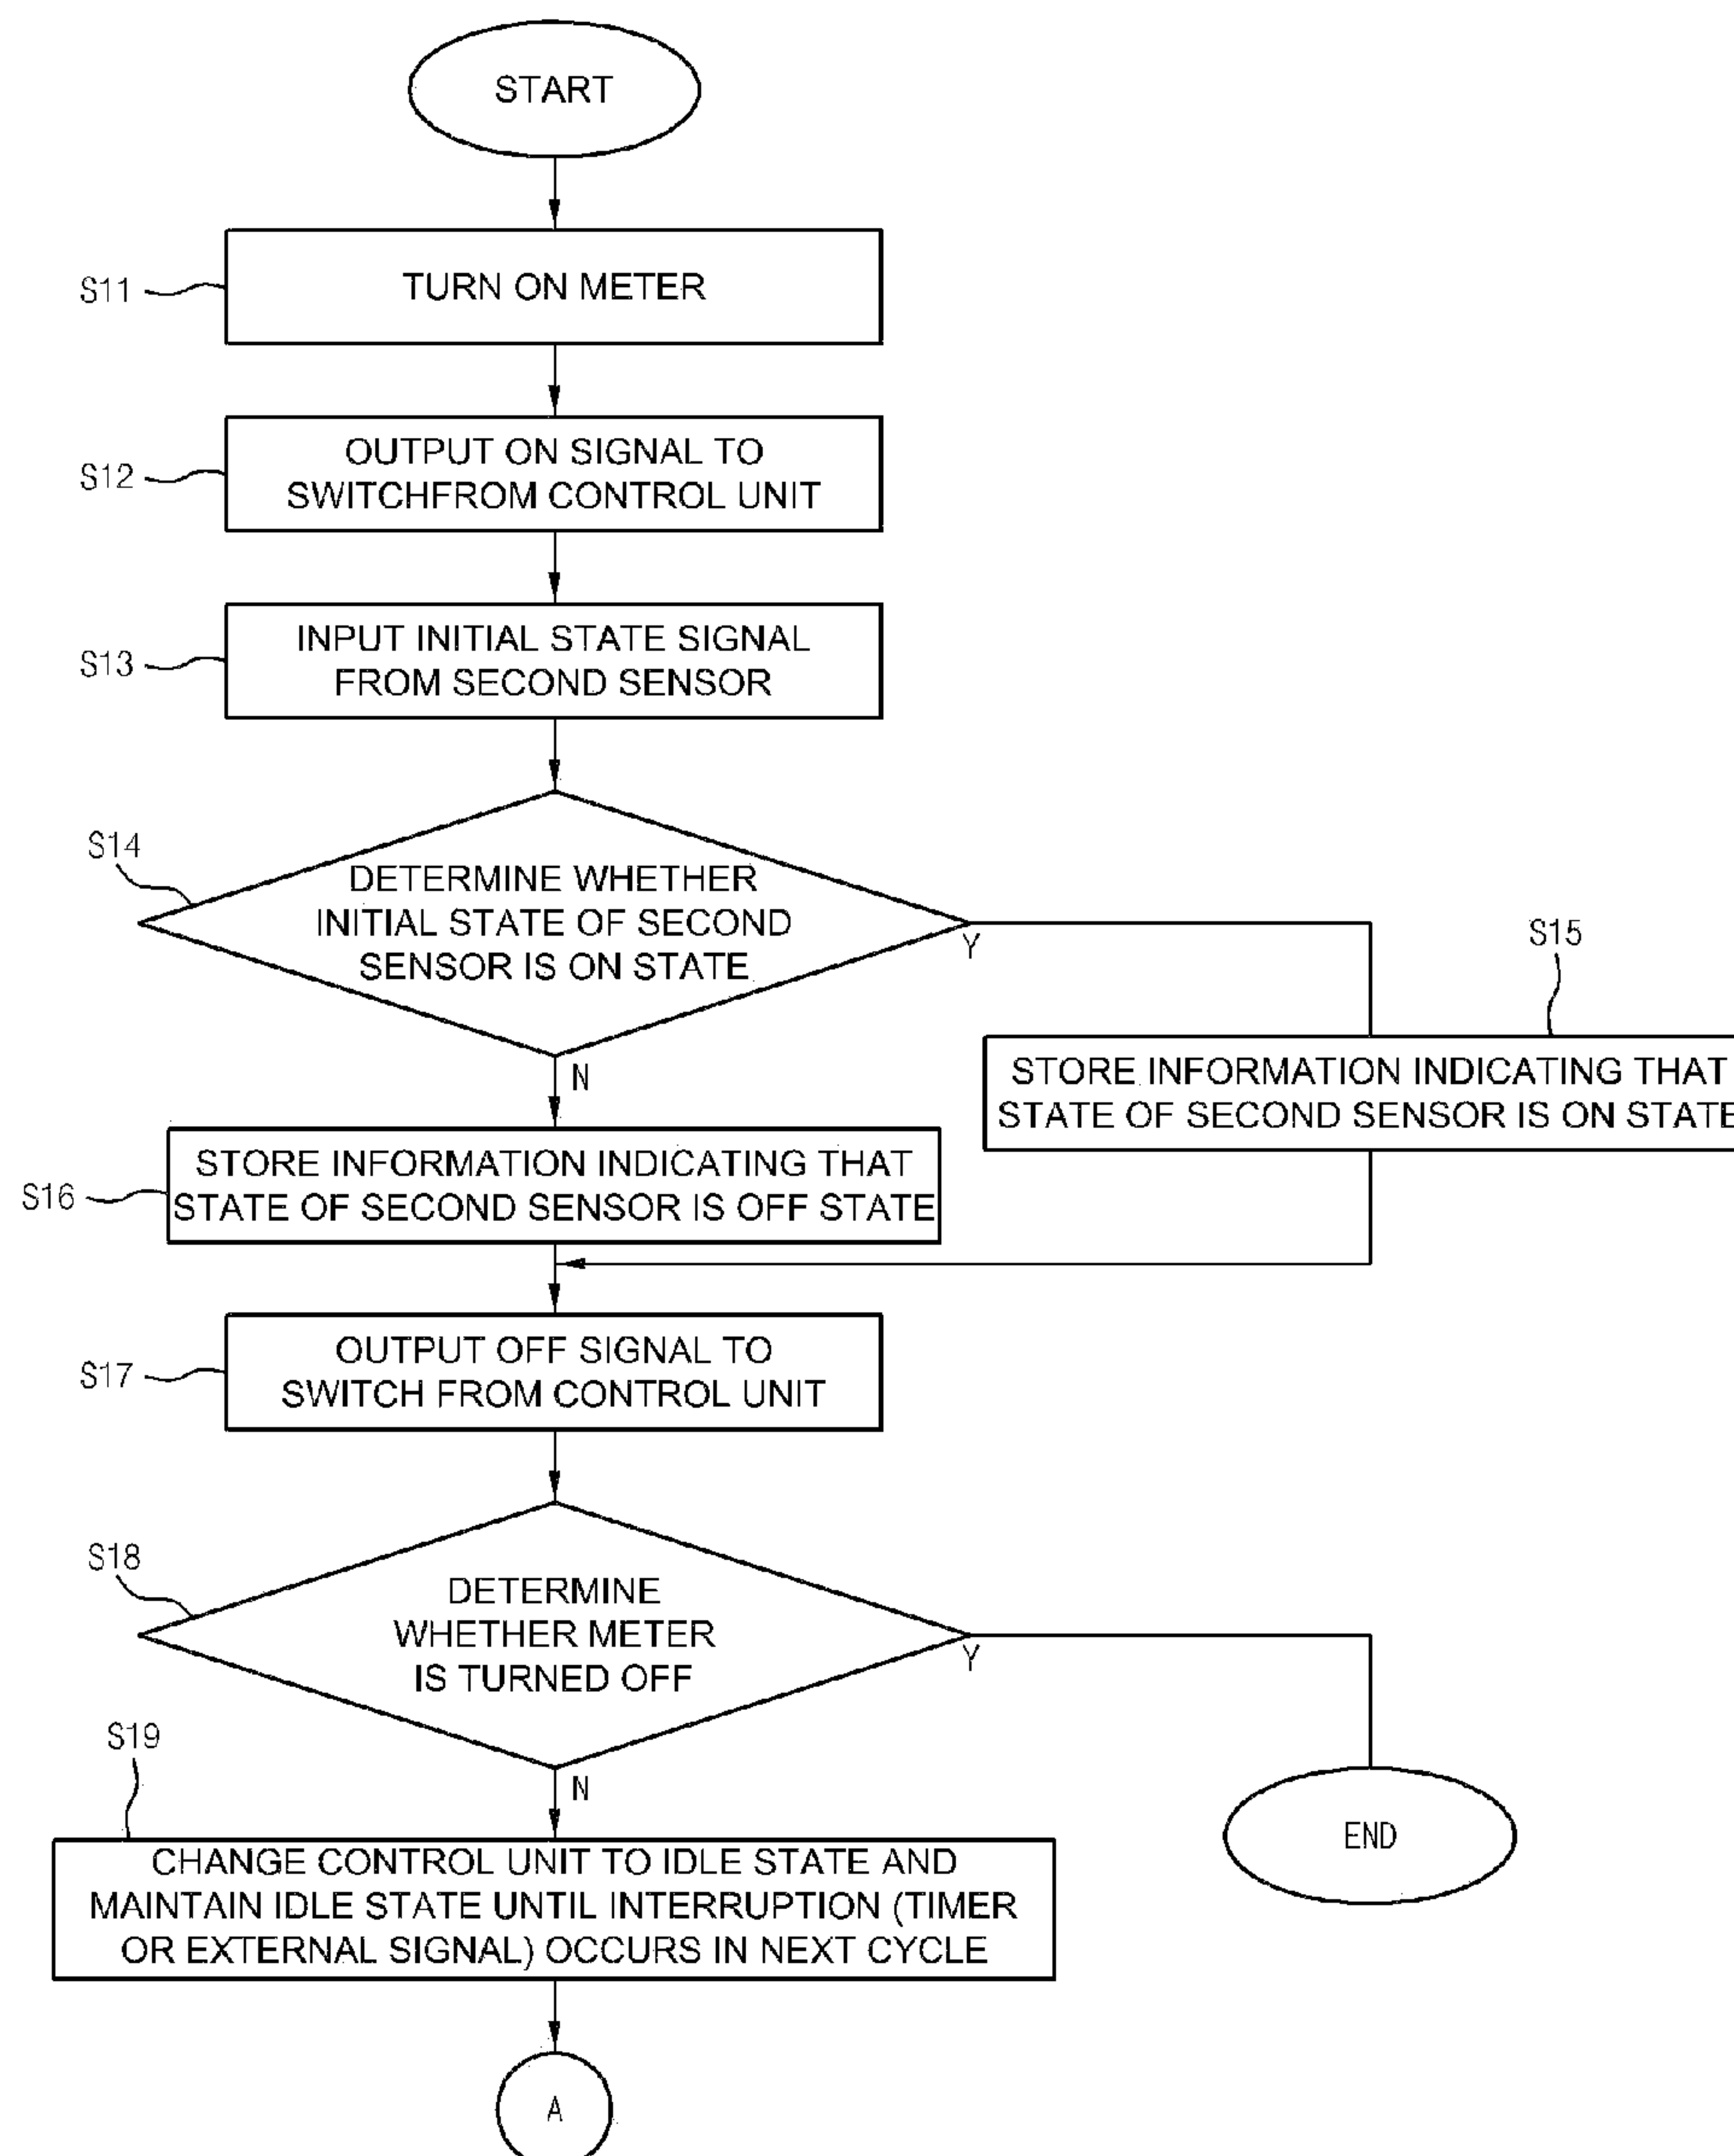 START
S11
TURN ON METER
S12
OUTPUT ON SIGNAL TO
SWITCHFROM CONTROL UNIT
S13
INPUT INITIAL STATE SIGNAL
FROM SECOND SENSOR
S14
DETERMINE WHETHER
INITIAL STATE OF SECOND
SENSOR IS ON STATE
Y
N
S15
STORE INFORMATION INDICATING THAT
STATE OF SECOND SENSOR IS ON STATE
S16
STORE INFORMATION INDICATING THAT
STATE OF SECOND SENSOR IS OFF STATE
S17
OUTPUT OFF SIGNAL TO
SWITCH FROM CONTROL UNIT
S18
DETERMINE
WHETHER METER
IS TURNED OFF
Y
N
END
S19
CHANGE CONTROL UNIT TO IDLE STATE AND
MAINTAIN IDLE STATE UNTIL INTERRUPTION (TIMER
OR EXTERNAL SIGNAL) OCCURS IN NEXT CYCLE
A